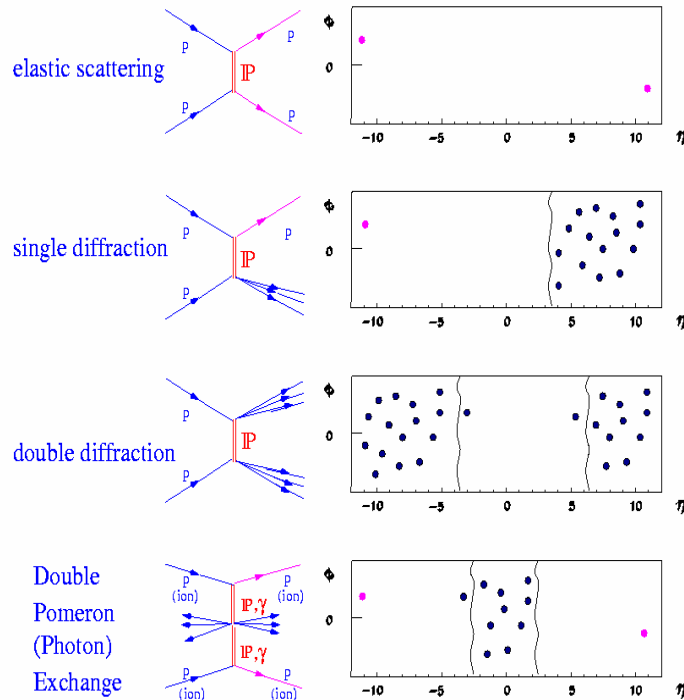 Φ
P
P
elastic scattering
ℙ
0
P
P
-10 -5 0 5 10 η
Φ
P
P
single diffraction
ℙ
0
P
-10 -5 0 5 10 η
Φ
P
ℙ
0
double diffraction
P
-10 -5 0 5 10 η
Φ
Double
P
(ion)
P
(ion)
Pomeron
ℙ,γ
0
(Photon)
ℙ,γ
Exchange
P
(ion)
P
(ion)
-10 -5 0 5 10 η